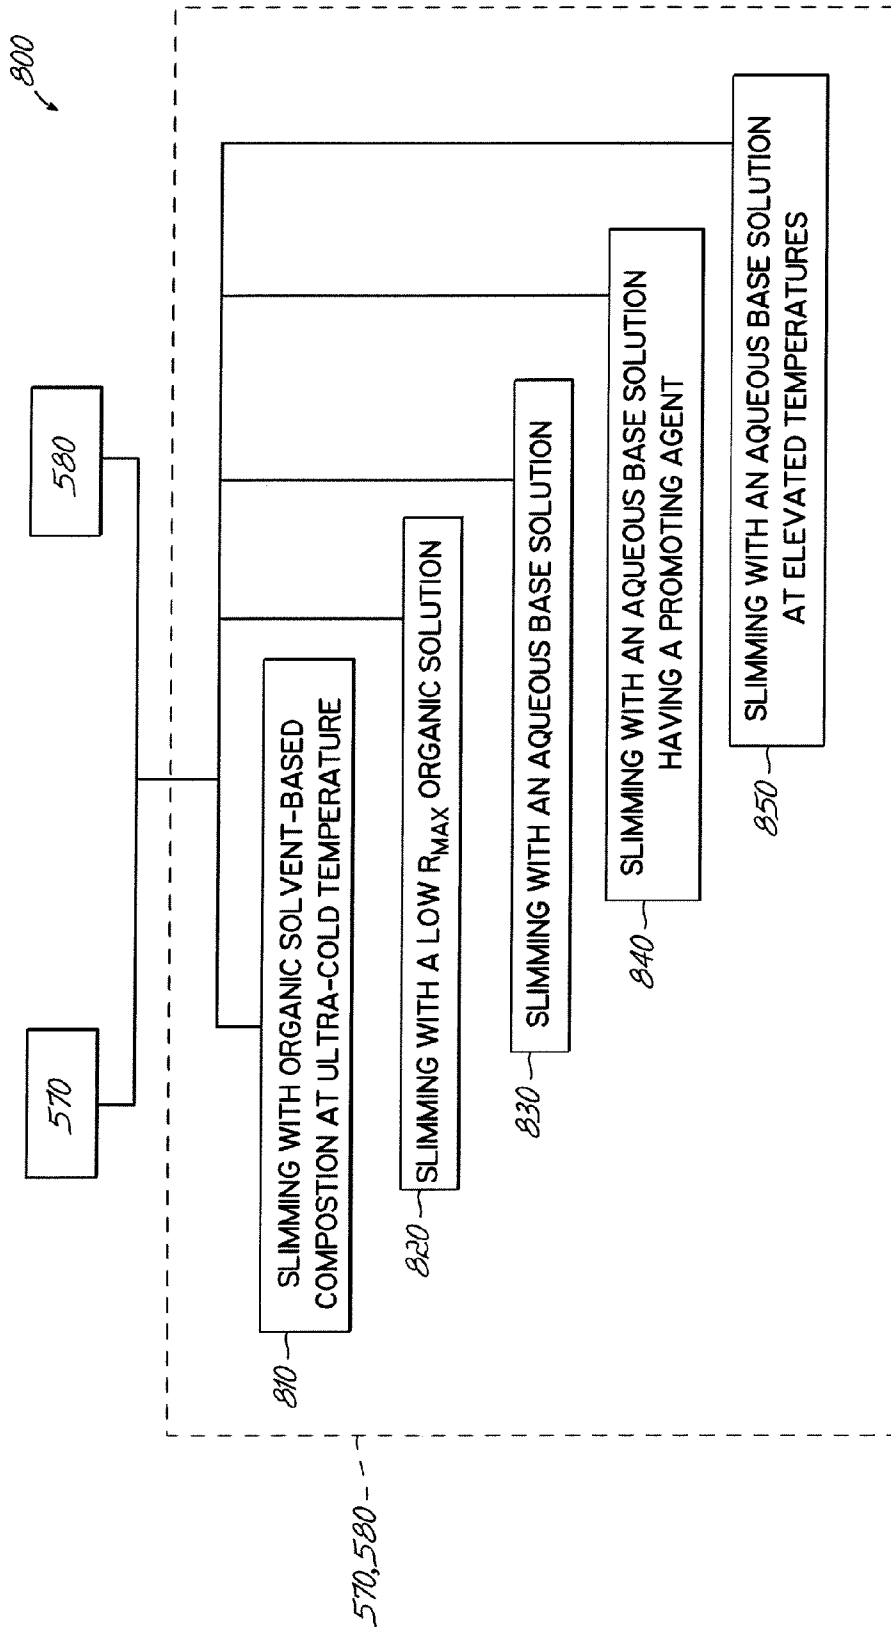 800
570
580
570,580
810
SLIMMING WITH ORGANIC SOLVENT-BASED
COMPOSTION AT ULTRA-COLD TEMPERATURE
820
SLIMMING WITH A LOW RMAX ORGANIC SOLUTION
830
SLIMMING WITH AN AQUEOUS BASE SOLUTION
840
SLIMMING WITH AN AQUEOUS BASE SOLUTION
HAVING A PROMOTING AGENT
850
SLIMMING WITH AN AQUEOUS BASE SOLUTION
AT ELEVATED TEMPERATURES